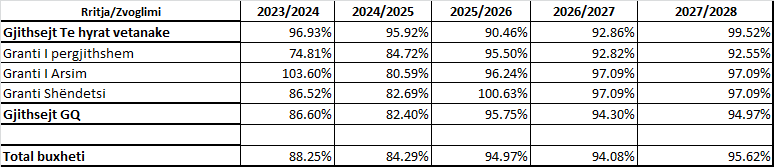 Rritja/Zvoglimi 2023/2024 2024/2025 2025/2026 2026/2027 2027/2028
Gjithsejt Te hyrat vetanake 96.93% 95.92% 90.46% 92.86% 99.52%
Granti I pergjithshem 74.81% 84.72% 95.50% 92.82% 92.55%
Granti I Arsim 103.60% 80.59% 96.24% 97.09% 97.09%
Granti Shëndetsi 86.52% 82.69% 100.63% 97.09% 97.09%
Gjithsejt GQ 86.60% 82.40% 95.75% 94.30% 94.97%
Total buxheti 88.25% 84.29% 94.97% 94.08% 95.62%